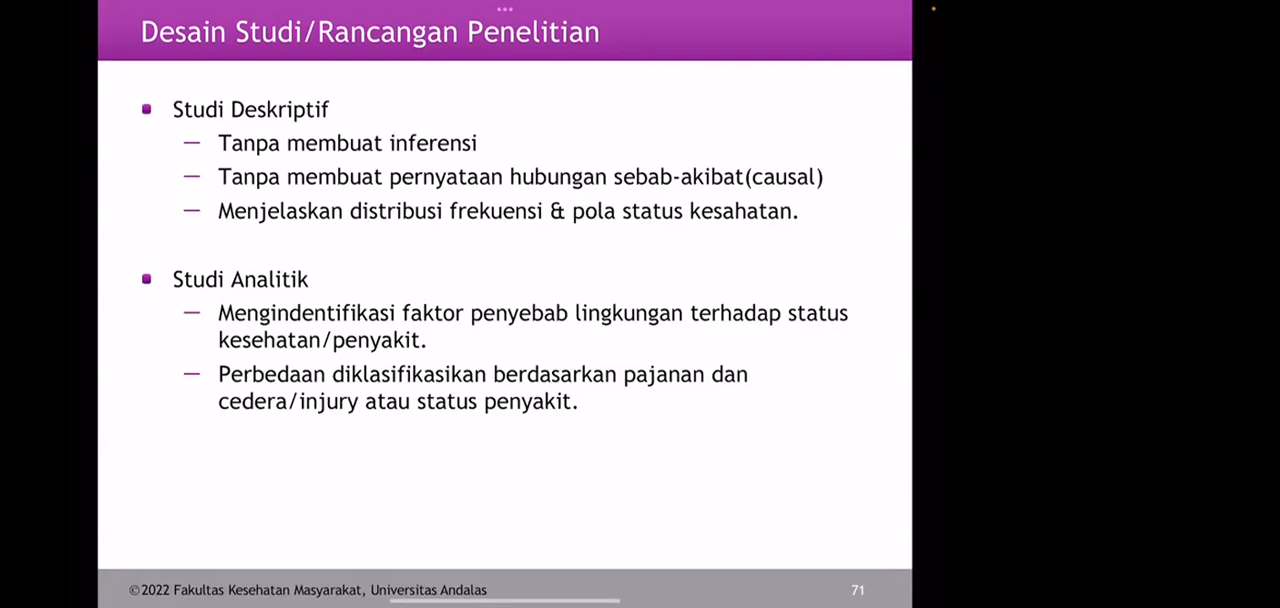 Desain Studi/Rancangan Penelitian
Studi Deskriptif
— Tanpa membuat inferensi
— Tanpa membuat pernyataan hubungan sebab-akibat(causal)
— Menjelaskan distribusi frekuensi & pola status kesahatan.
Studi Analitik
— Mengindentifikasi faktor penyebab lingkungan terhadap status
kesehatan/penyakit.
— Perbedaan diklasifikasikan berdasarkan pajanan dan
cedera/injury atau status penyakit.
©2022 Fakultas Kesehatan Masyarakat, Universitas Andalas
71